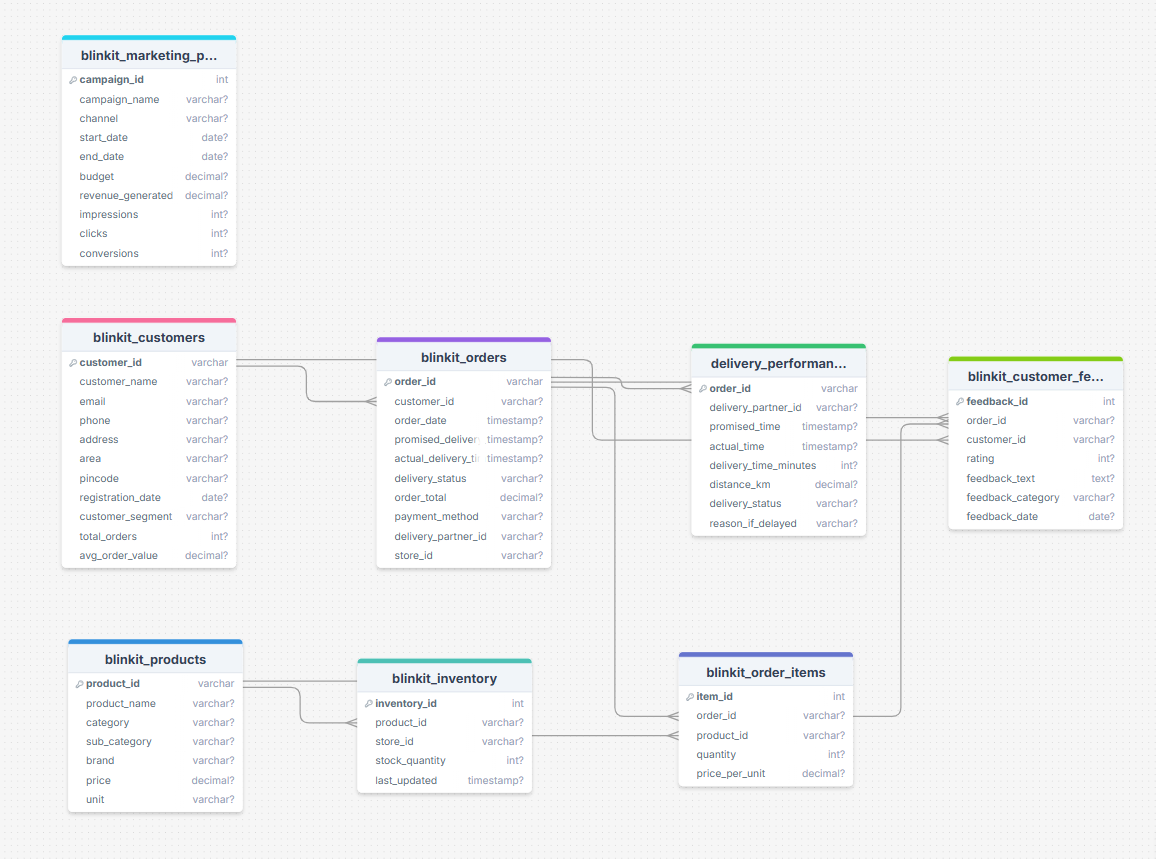 blinkit_marketing_p...
campaign_id int
campaign_name varchar?
channel varchar?
start_date date?
end_date date?
budget decimal?
revenue_generated decimal?
impressions int?
clicks int?
conversions int?
blinkit_customers
customer_id varchar
customer_name varchar?
email varchar?
phone varchar?
address varchar?
area varchar?
pincode varchar?
registration_date date?
customer_segment varchar?
total_orders int?
avg_order_value decimal?
blinkit_orders
order_id varchar
customer_id varchar?
order_date timestamp?
promised_deliver timestamp?
actual_delivery_ti timestamp?
delivery_status varchar?
order_total decimal?
payment_method varchar?
delivery_partner_id varchar?
store_id varchar?
delivery_performan...
order_id varchar
delivery_partner_id varchar?
promised_time timestamp?
actual_time timestamp?
delivery_time_minutes int?
distance_km decimal?
delivery_status varchar?
reason_if_delayed varchar?
blinkit_customer_fe...
feedback_id int
order_id varchar?
customer_id varchar?
rating int?
feedback_text text?
feedback_category varchar?
feedback_date date?
blinkit_products
product_id varchar
product_name varchar?
category varchar?
sub_category varchar?
brand varchar?
price decimal?
unit varchar?
blinkit_inventory
inventory_id int
product_id varchar?
store_id varchar?
stock_quantity int?
last_updated timestamp?
blinkit_order_items
item_id int
order_id varchar?
product_id varchar?
quantity int?
price_per_unit decimal?